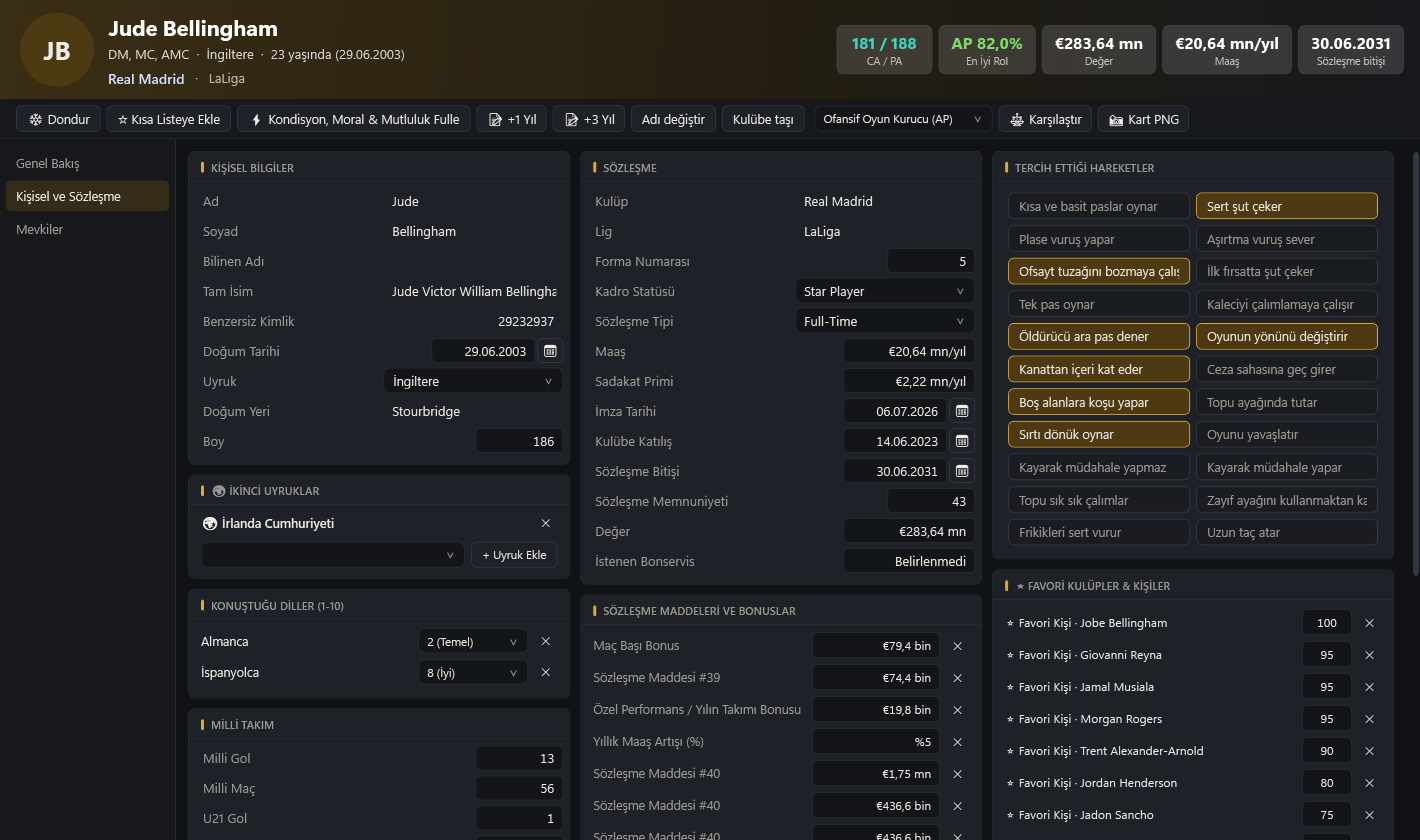 JB
Jude Bellingham
DM, MC, AMC · İngiltere · 23 yaşında (29.06.2003)
Real Madrid · LaLiga
181 / 188
CA / PA
AP 82,0%
En İyi Rol
€283,64 mn
Değer
€20,64 mn/yıl
Maaş
30.06.2031
Sözleşme bitişi
Dondur
Kısa Listeye Ekle
Kondisyon, Moral & Mutluluk Fulle
+1 Yıl
+3 Yıl
Adı değiştir
Kulübe taşı
Ofansif Oyun Kurucu (AP)
Karşılaştır
Kart PNG
Genel Bakış
Kişisel ve Sözleşme
Mevkiler
KİŞİSEL BİLGİLER
Ad Jude
Soyad Bellingham
Bilinen Adı
Tam İsim Jude Victor William Bellingha
Benzersiz Kimlik 29232937
Doğum Tarihi 29.06.2003
Uyruk İngiltere
Doğum Yeri Stourbridge
Boy 186
İKİNCİ UYRUKLAR
İrlanda Cumhuriyeti
+ Uyruk Ekle
KONUŞTUĞU DİLLER (1-10)
Almanca 2 (Temel)
İspanyolca 8 (İyi)
MİLLİ TAKIM
Milli Gol 13
Milli Maç 56
U21 Gol 1
SÖZLEŞME
Kulüp Real Madrid
Lig LaLiga
Forma Numarası 5
Kadro Statüsü Star Player
Sözleşme Tipi Full-Time
Maaş €20,64 mn/yıl
Sadakat Primi €2,22 mn/yıl
İmza Tarihi 06.07.2026
Kulübe Katılış 14.06.2023
Sözleşme Bitişi 30.06.2031
Sözleşme Memnuniyeti 43
Değer €283,64 mn
İstenen Bonservis Belirlenmedi
SÖZLEŞME MADDELERİ VE BONUSLAR
Maç Başı Bonus €79,4 bin
Sözleşme Maddesi #39 €74,4 bin
Özel Performans / Yılın Takımı Bonusu €19,8 bin
Yıllık Maaş Artışı (%) %5
Sözleşme Maddesi #40 €1,75 mn
Sözleşme Maddesi #40 €436,6 bin
Sözleşme Maddesi #40 €436,6 bin
TERCİH ETTİĞİ HAREKETLER
Kısa ve basit paslar oynar Sert şut çeker
Plase vuruş yapar Aşırtma vuruş sever
Ofsayt tuzağını bozmaya çalış İlk fırsatta şut çeker
Tek pas oynar Kaleciyi çalımlamaya çalışır
Öldürücü ara pas dener Oyunun yönünü değiştirir
Kanattan içeri kat eder Ceza sahasına geç girer
Boş alanlara koşu yapar Topu ayağında tutar
Sırtı dönük oynar Oyunu yavaşlatır
Kayarak müdahale yapmaz Kayarak müdahale yapar
Topu sık sık çalımlar Zayıf ayağını kullanmaktan ka
Frikikleri sert vurur Uzun taç atar
FAVORİ KULÜPLER & KİŞİLER
Favori Kişi · Jobe Bellingham 100
Favori Kişi · Giovanni Reyna 95
Favori Kişi · Jamal Musiala 95
Favori Kişi · Morgan Rogers 95
Favori Kişi · Trent Alexander-Arnold 90
Favori Kişi · Jordan Henderson 80
Favori Kişi · Jadon Sancho 75